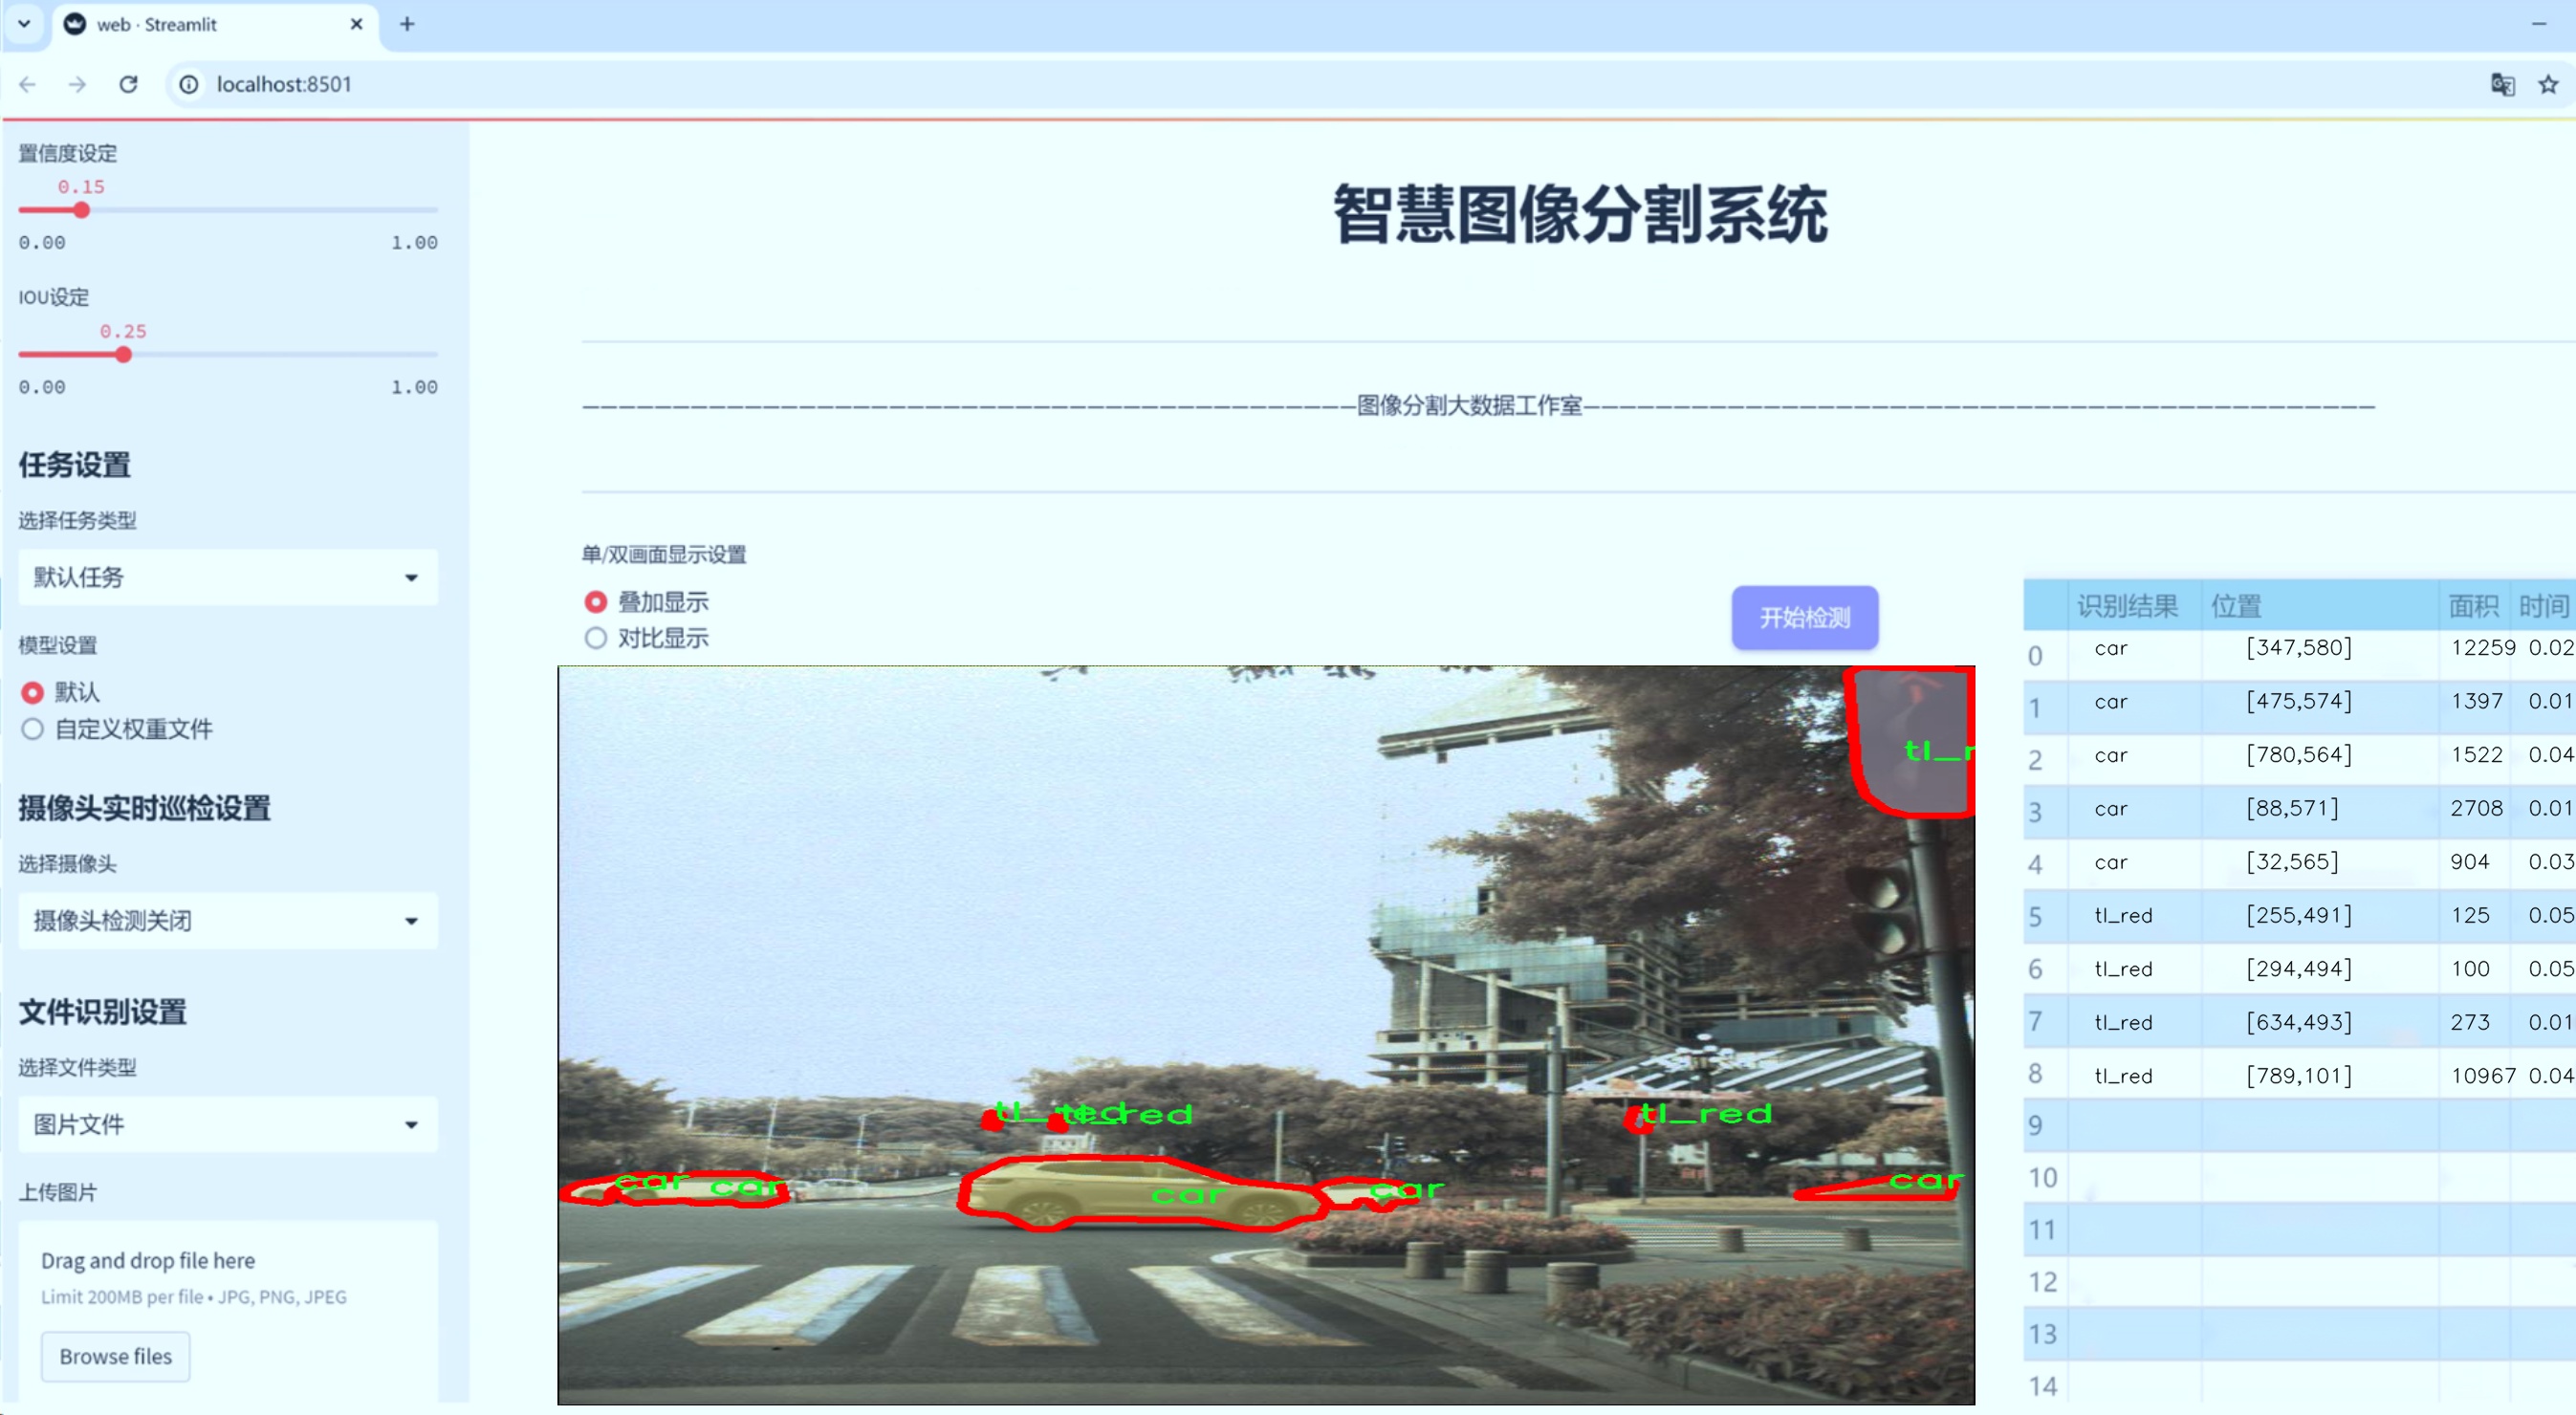 web · Streamlit
localhost:8501
置信度设定
0.15
0.00 1.00
IOU设定
0.25
0.00 1.00
任务设置
选择任务类型
默认任务
模型设置
默认
自定义权重文件
摄像头实时巡检设置
选择摄像头
摄像头检测关闭
文件识别设置
选择文件类型
图片文件
上传图片
Drag and drop file here
Limit 200MB per file • JPG, PNG, JPEG
Browse files
智慧图像分割系统
———————————————————————————————————————————图像分割大数据工作室————————————————————————————————————————————
单/双画面显示设置
叠加显示
对比显示
开始检测
tl_r
tl_red
tl_red
tl_red
car
car
car
car
car
识别结果 位置 面积 时间
0 car [347,580] 12259 0.02
1 car [475,574] 1397 0.01
2 car [780,564] 1522 0.04
3 car [88,571] 2708 0.01
4 car [32,565] 904 0.03
5 tl_red [255,491] 125 0.05
6 tl_red [294,494] 100 0.05
7 tl_red [634,493] 273 0.01
8 tl_red [789,101] 10967 0.04
9
10
11
12
13
14